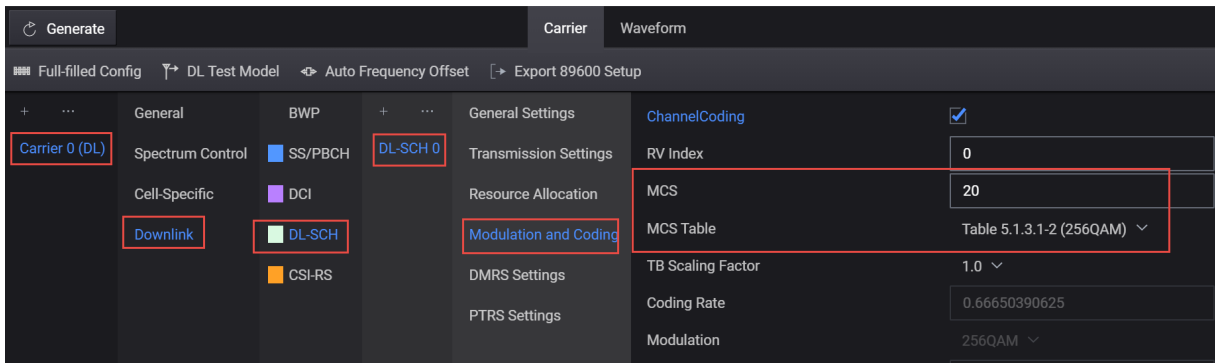 Generate
Carrier Waveform
Full-filled Config DL Test Model Auto Frequency Offset Export 89600 Setup
+ ...
Carrier 0 (DL)
General
Spectrum Control
Cell-Specific
Downlink
BWP
SS/PBCH
DCI
DL-SCH
CSI-RS
+ ...
DL-SCH 0
General Settings
Transmission Settings
Resource Allocation
Modulation and Coding
DMRS Settings
PTRS Settings
ChannelCoding
RV Index 0
MCS 20
MCS Table Table 5.1.3.1-2 (256QAM)
TB Scaling Factor 1.0
Coding Rate 0.66650390625
Modulation 256QAM